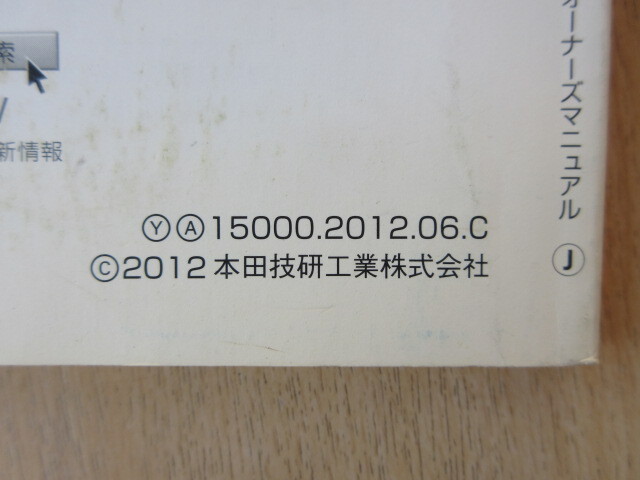 索
新情報
ⓎⒶ15000.2012.06.C
©2012 本田技研工業株式会社
オーナーズマニュアル Ⓙ